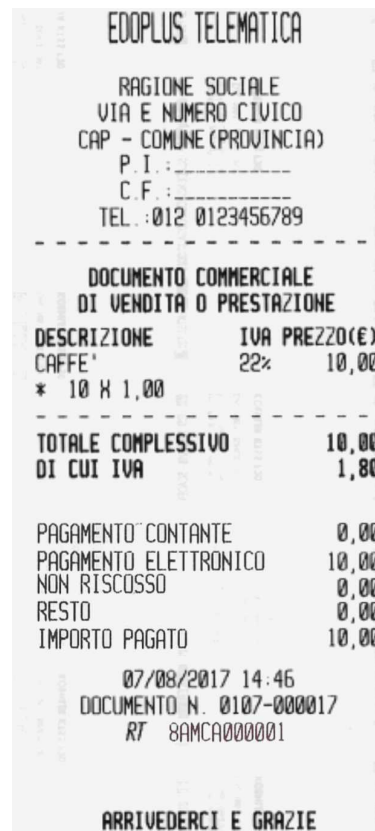 EDOPLUS TELEMATICA
RAGIONE SOCIALE
VIA E NUMERO CIVICO
CAP - COMUNE(PROVINCIA)
P.I.:___________
C.F.:___________
TEL.:012 0123456789
DOCUMENTO COMMERCIALE
DI VENDITA O PRESTAZIONE
DESCRIZIONE IVA PREZZO(€)
CAFFE' 22% 10,00
* 10 X 1,00
TOTALE COMPLESSIVO 10,00
DI CUI IVA 1,80
PAGAMENTO CONTANTE 0,00
PAGAMENTO ELETTRONICO 10,00
NON RISCOSSO 0,00
RESTO 0,00
IMPORTO PAGATO 10,00
07/08/2017 14:46
DOCUMENTO N. 0107-000017
RT 8AMCA000001
ARRIVEDERCI E GRAZIE